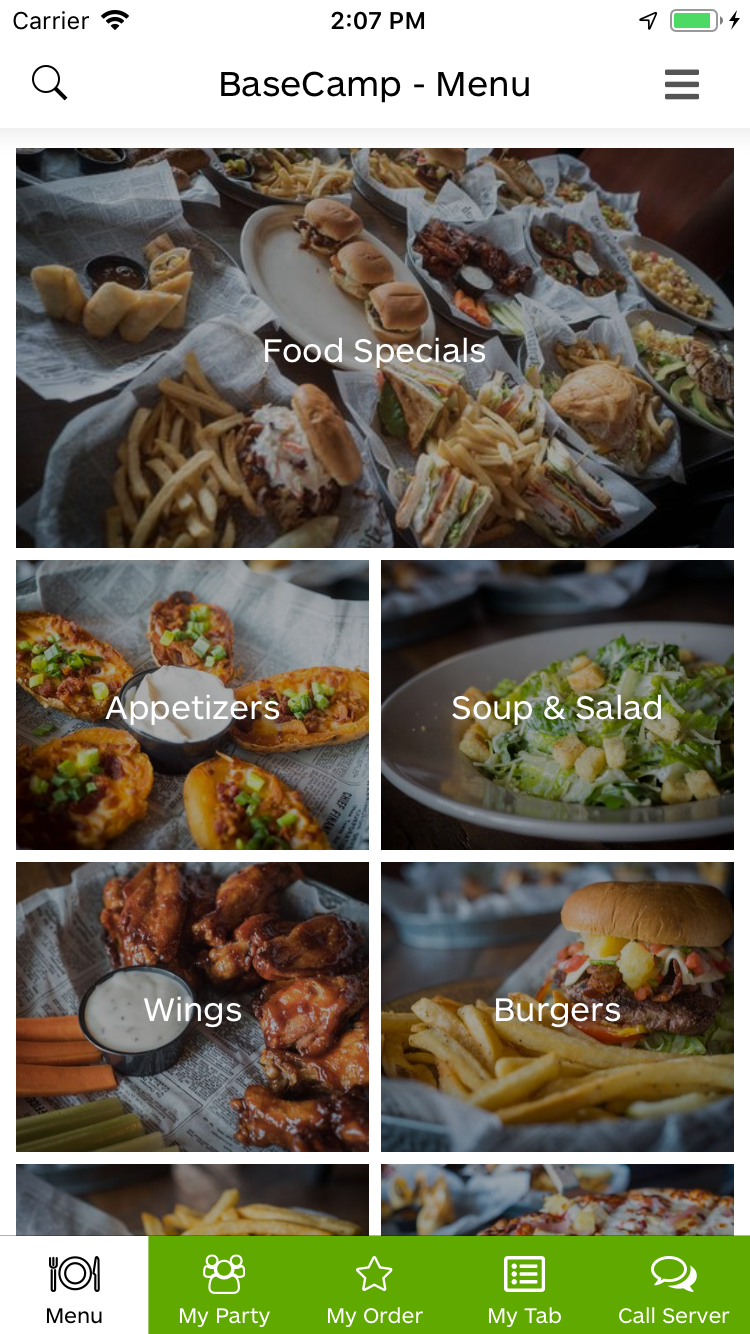 Carrier 2:07 PM
BaseCamp - Menu
Food Specials
Appetizers
Soup & Salad
Wings
Burgers
Menu
My Party
My Order
My Tab
Call Server